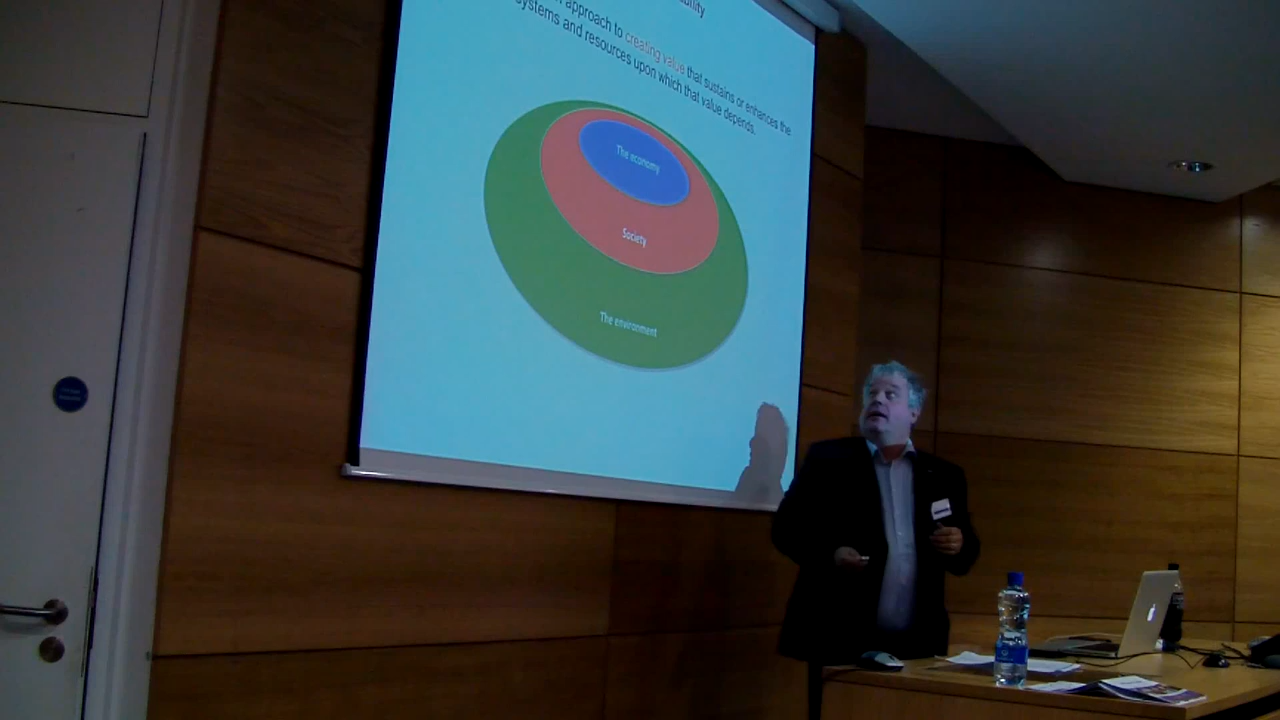 approach to creating value that sustains or enhances the
systems and resources upon which that value depends.
The economy
Society
The environment